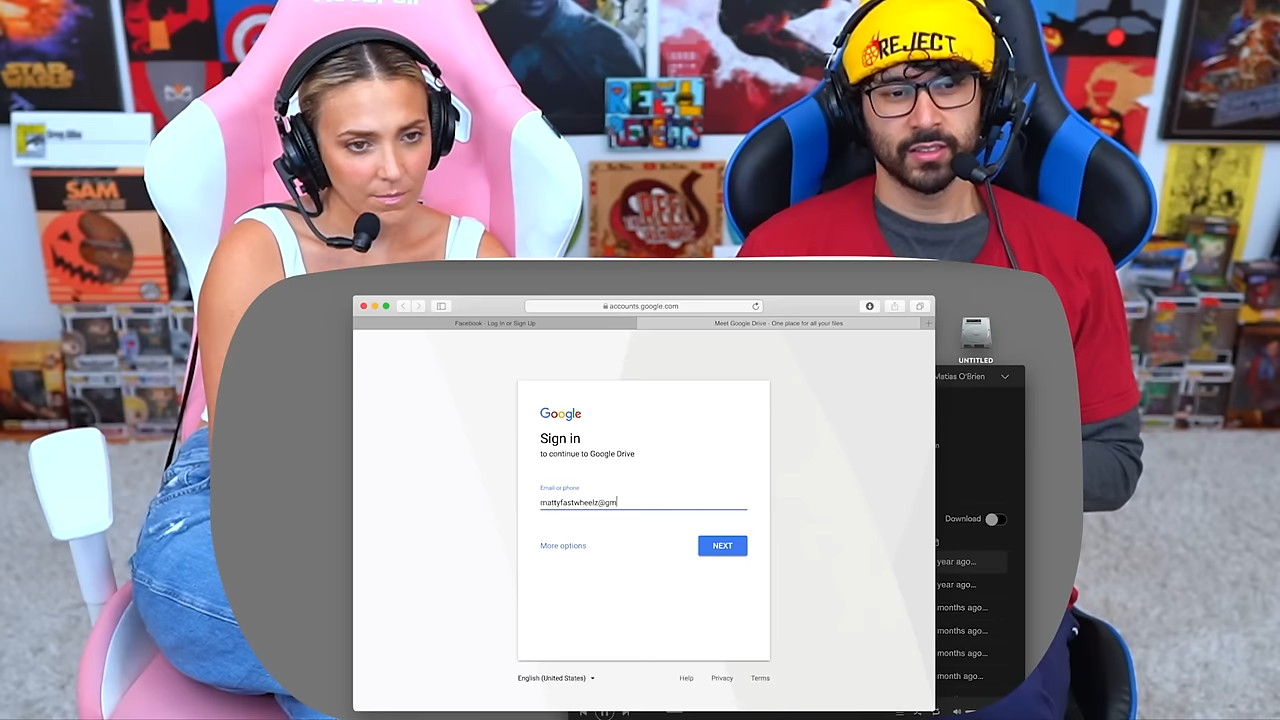 STAR
WARS
SAM
REEL
REJECT
accounts.google.com
Facebook - Log In or Sign Up
Meet Google Drive - One place for all your files
UNTITLED
Matias O'Brien
Google
Sign in
to continue to Google Drive
Email or phone
mattyfastwheelz@gm
More options
NEXT
Download
year ago...
year ago...
months ago...
months ago...
months ago...
month ago...
English (United States)
Help
Privacy
Terms